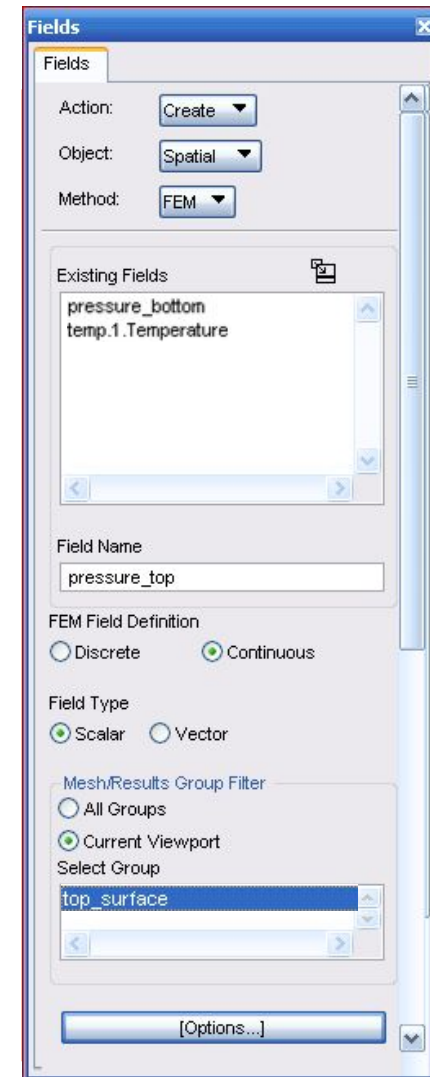 Fields
Fields
Action: Create
Object: Spatial
Method: FEM
Existing Fields
pressure_bottom
temp.1.Temperature
Field Name
pressure_top
FEM Field Definition
Discrete Continuous
Field Type
Scalar Vector
Mesh/Results Group Filter
All Groups
Current Viewport
Select Group
top_surface
[Options...]